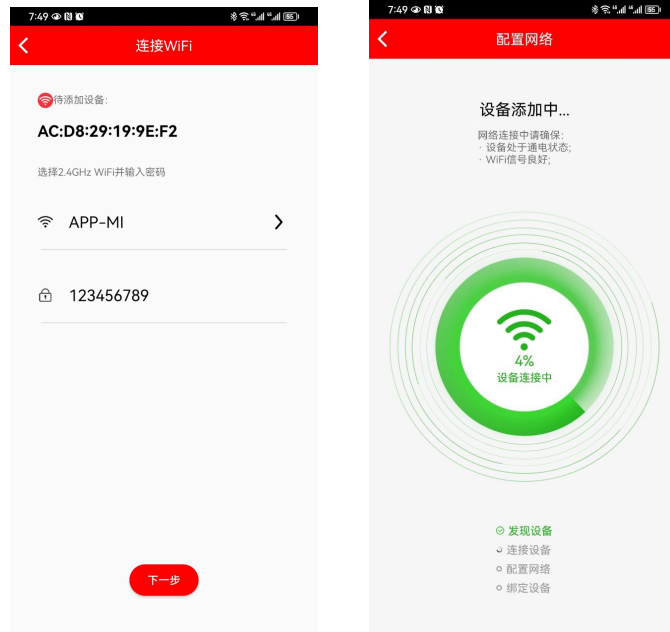 7:49
55
连接WiFi
待添加设备:
AC:D8:29:19:9E:F2
选择2.4GHz WiFi并输入密码
APP-MI
123456789
下一步
7:49
55
配置网络
设备添加中...
网络连接中请确保:
· 设备处于通电状态;
· WiFi信号良好;
4%
设备连接中
发现设备
连接设备
配置网络
绑定设备